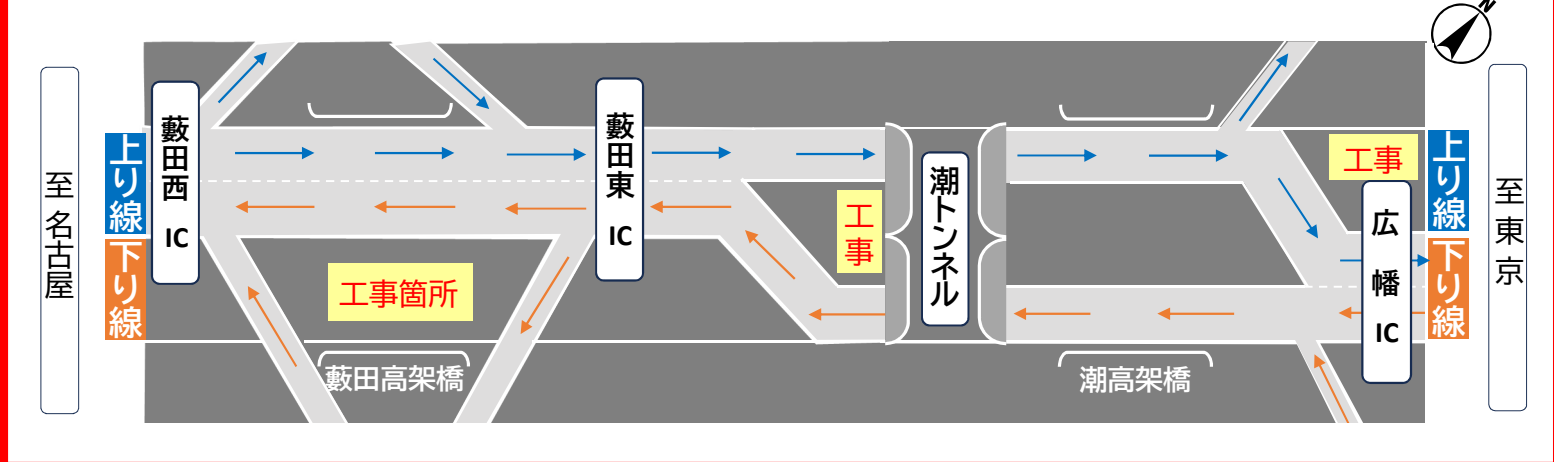 N
至 名古屋
上り線
下り線
藪田西 IC
工事箇所
藪田高架橋
藪田東 IC
工事
潮トンネル
潮高架橋
工事
広幡 IC
上り線
下り線
至 東京